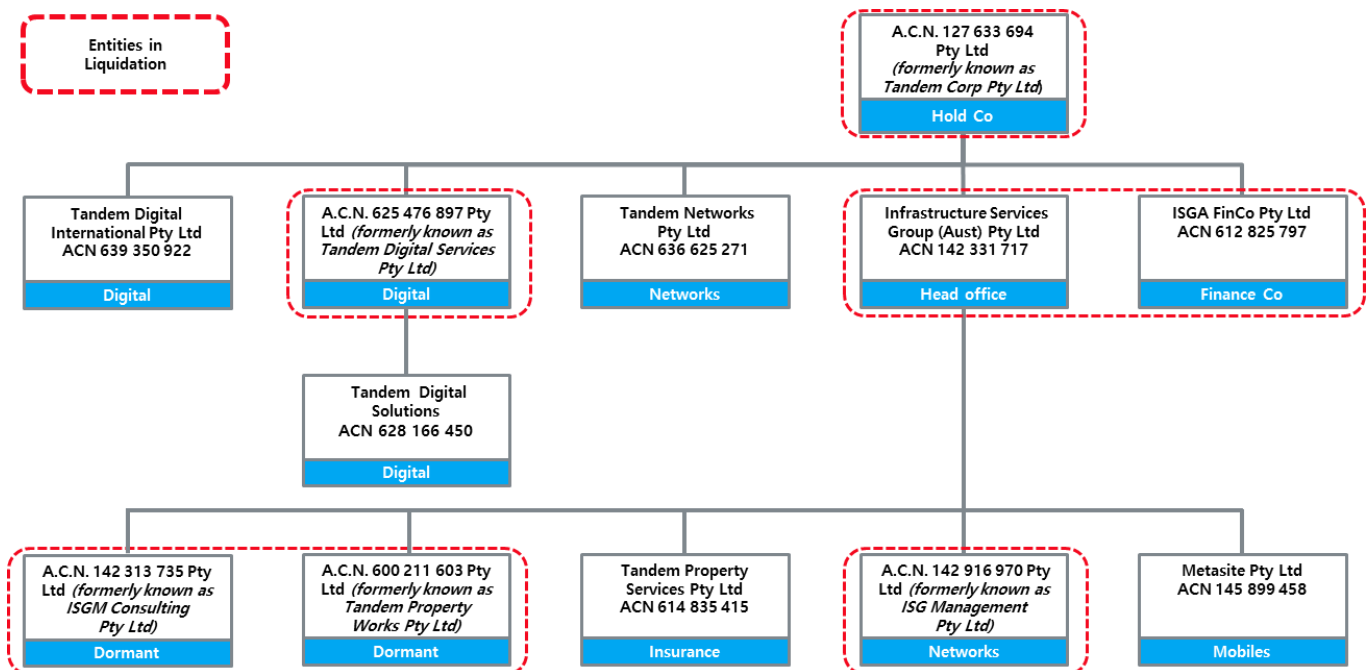 Entities in
Liquidation
A.C.N. 127 633 694
Pty Ltd
(formerly known as
Tandem Corp Pty Ltd)
Hold Co
Tandem Digital
International Pty Ltd
ACN 639 350 922
Digital
A.C.N. 625 476 897 Pty
Ltd (formerly known as
Tandem Digital Services
Pty Ltd)
Digital
Tandem Networks
Pty Ltd
ACN 636 625 271
Networks
Infrastructure Services
Group (Aust) Pty Ltd
ACN 142 331 717
Head office
ISGA FinCo Pty Ltd
ACN 612 825 797
Finance Co
Tandem Digital
Solutions
ACN 628 166 450
Digital
A.C.N. 142 313 735 Pty
Ltd (formerly known as
ISGM Consulting
Pty Ltd)
Dormant
A.C.N. 600 211 603 Pty
Ltd (formerly known as
Tandem Property
Works Pty Ltd)
Dormant
Tandem Property
Services Pty Ltd
ACN 614 835 415
Insurance
A.C.N. 142 916 970 Pty
Ltd (formerly known as
ISG Management
Pty Ltd)
Networks
Metasite Pty Ltd
ACN 145 899 458
Mobiles